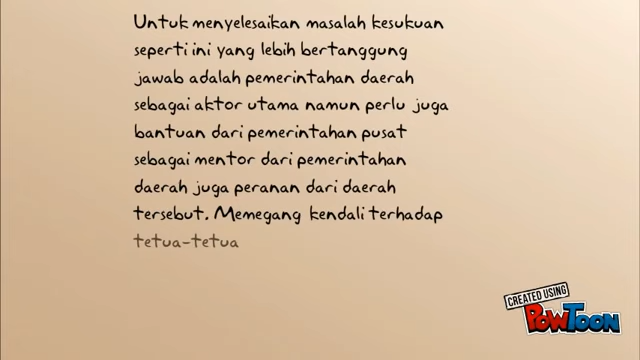 Untuk menyelesaikan masalah kesukuan
seperti ini yang lebih bertanggung
jawab adalah pemerintahan daerah
sebagai aktor utama namun perlu juga
bantuan dari pemerintahan pusat
sebagai mentor dari pemerintahan
daerah juga peranan dari daerah
tersebut. Memegang kendali terhadap
tetua-tetua
CREATED USING
POWTOON